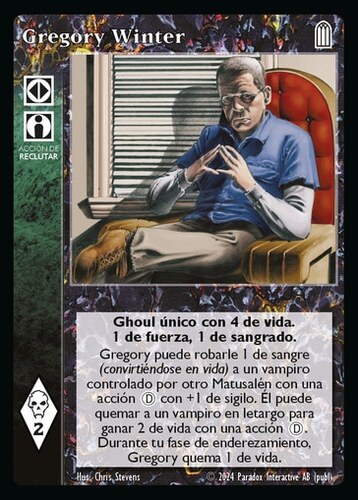 Gregory Winter
ACCIÓN DE
RECLUTAR
Ghoul único con 4 de vida.
1 de fuerza, 1 de sangrado.
Gregory puede robarle 1 de sangre
(convirtiéndose en vida) a un vampiro
controlado por otro Matusalén con una
acción Ⓓ con +1 de sigilo. Él puede
quemar a un vampiro en letargo para
ganar 2 de vida con una acción Ⓓ.
Durante tu fase de enderezamiento,
Gregory quema 1 de vida.
2
Ilus: Chris Stevens
© 2024 Paradox Interactive AB (publ)